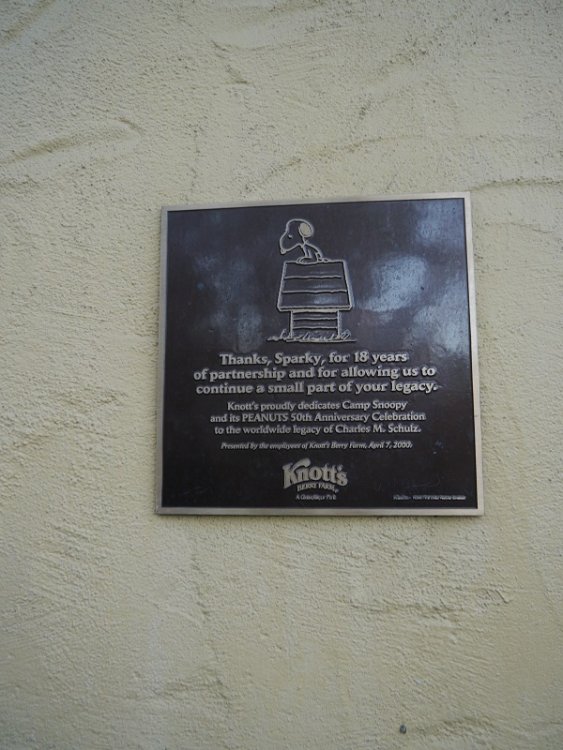 Thanks, Sparky, for 18 years
of partnership and for allowing us to
continue a small part of your legacy.
Knott's proudly dedicates Camp Snoopy
and its PEANUTS 50th Anniversary Celebration
to the worldwide legacy of Charles M. Schulz.
Presented by the employees of Knott's Berry Farm, April 7, 2000.
Knott's
BERRY FARM.